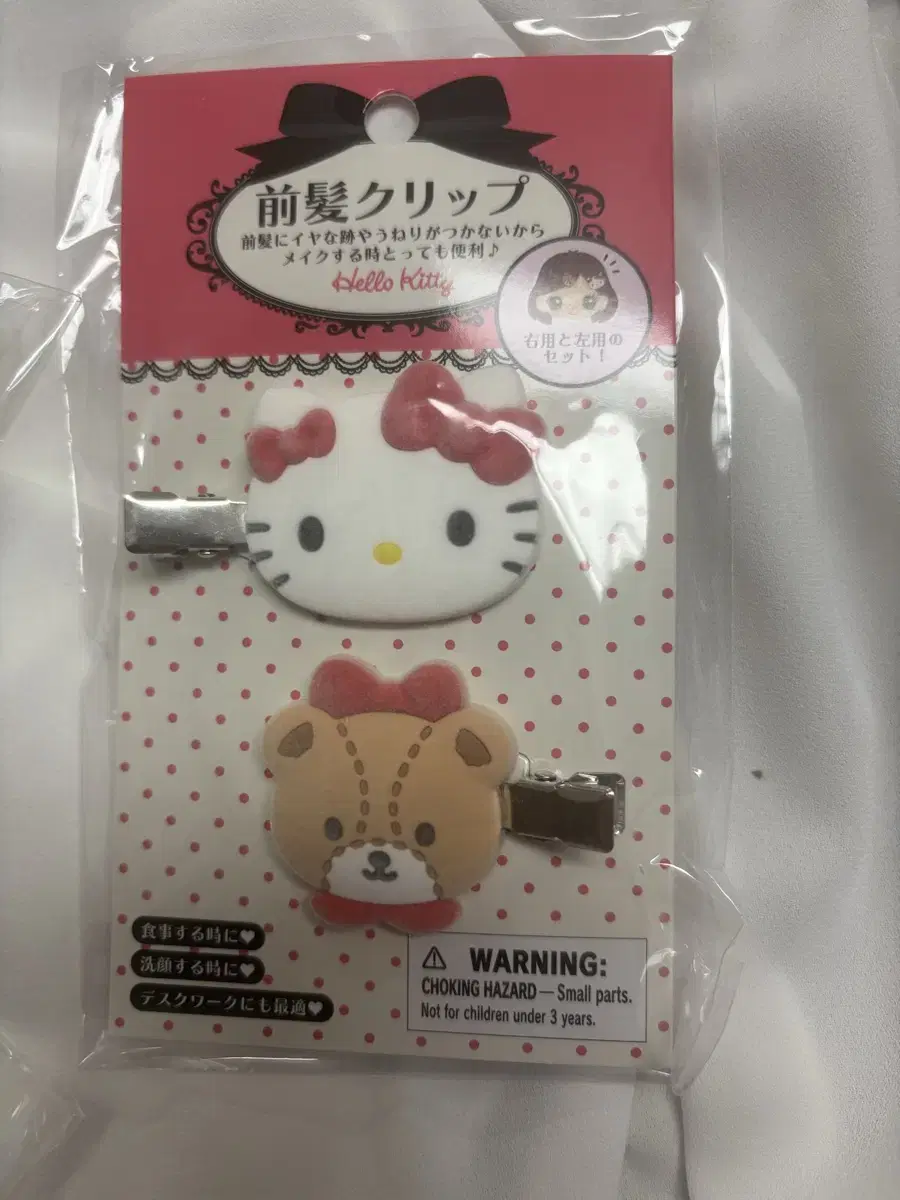 前髪クリップ
前髪にイヤな跡やうねりがつかないから
メイクする時とっても便利♪
Hello Kitty
右用と左用の
セット!
食事する時に♥
洗顔する時に♥
デスクワークにも最適♥
⚠ WARNING:
CHOKING HAZARD — Small parts.
Not for children under 3 years.